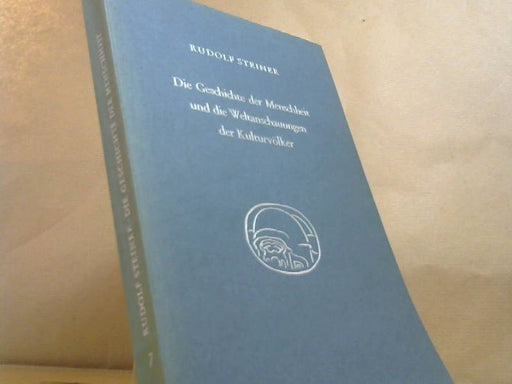 RUDOLF STEINER
Die Geschichte der Menschheit
und die Weltanschauungen
der Kulturvölker
RUDOLF STEINER · DIE GESCHICHTE DER MENSCHHEIT